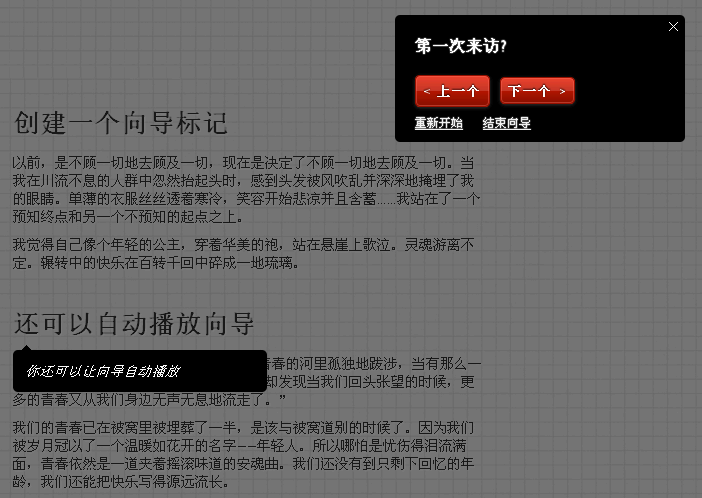 第一次来访?
< 上一个
下一个 >
重新开始
结束向导
创建一个向导标记
以前，是不顾一切地去顾及一切，现在是决定了不顾一切地去顾及一切。当
我在川流不息的人群中忽然抬起头时，感到头发被风吹乱并深深地掩埋了我
的眼睛。单薄的衣服丝丝透着寒冷，笑容开始悲凉并且含蓄……我站在了一个
预知终点和另一个不预知的起点之上。
我觉得自己像个年轻的公主，穿着华美的袍，站在悬崖上歌泣。灵魂游离不
定。辗转中的快乐在百转千回中碎成一地琉璃。
还可以自动播放向导
青春的河里孤独地跋涉，当有那么一
你还可以让向导自动播放
却发现当我们回头张望的时候，更
多的青春又从我们身边无声无息地流走了。”
我们的青春已在被窝里被埋葬了一半，是该与被窝道别的时候了。因为我们
被岁月冠以了一个温暖如花开的名字——年轻人。所以哪怕是忧伤得泪流满
面，青春依然是一道夹着摇滚味道的安魂曲。我们还没有到只剩下回忆的年
龄，我们还能把快乐写得源远流长。